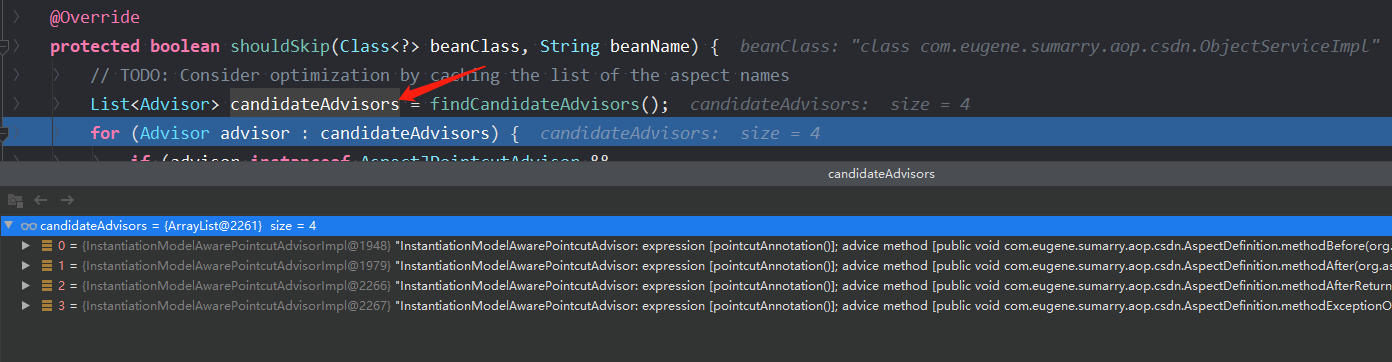 @Override
protected boolean shouldSkip(Class<?> beanClass, String beanName) { beanClass: "class com.eugene.sumarry.aop.csdn.ObjectServiceImpl"
// TODO: Consider optimization by caching the list of the aspect names
List<Advisor> candidateAdvisors = findCandidateAdvisors(); candidateAdvisors: size = 4
for (Advisor advisor : candidateAdvisors) { candidateAdvisors: size = 4
if (advisor instanceof AspectJPointcutAdvisor &&
candidateAdvisors
candidateAdvisors = {ArrayList@2261} size = 4
0 = {InstantiationModelAwarePointcutAdvisorImpl@1948} "InstantiationModelAwarePointcutAdvisor: expression [pointcutAnnotation()]; advice method [public void com.eugene.sumarry.aop.csdn.AspectDefinition.methodBefore(org.
1 = {InstantiationModelAwarePointcutAdvisorImpl@1979} "InstantiationModelAwarePointcutAdvisor: expression [pointcutAnnotation()]; advice method [public void com.eugene.sumarry.aop.csdn.AspectDefinition.methodAfter(org.as
2 = {InstantiationModelAwarePointcutAdvisorImpl@2266} "InstantiationModelAwarePointcutAdvisor: expression [pointcutAnnotation()]; advice method [public void com.eugene.sumarry.aop.csdn.AspectDefinition.methodAfterReturn
3 = {InstantiationModelAwarePointcutAdvisorImpl@2267} "InstantiationModelAwarePointcutAdvisor: expression [pointcutAnnotation()]; advice method [public void com.eugene.sumarry.aop.csdn.AspectDefinition.methodExceptionO